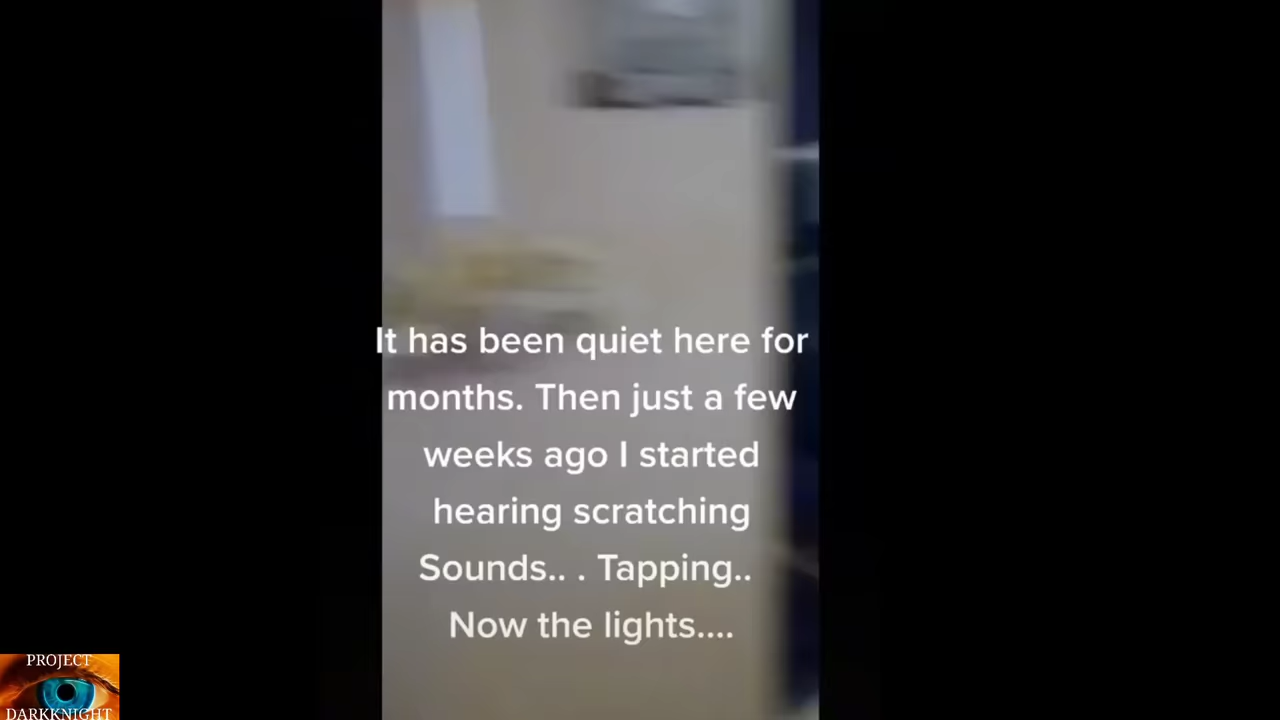 It has been quiet here for
months. Then just a few
weeks ago I started
hearing scratching
Sounds.. . Tapping..
Now the lights....
PROJECT
DARKKNIGHT